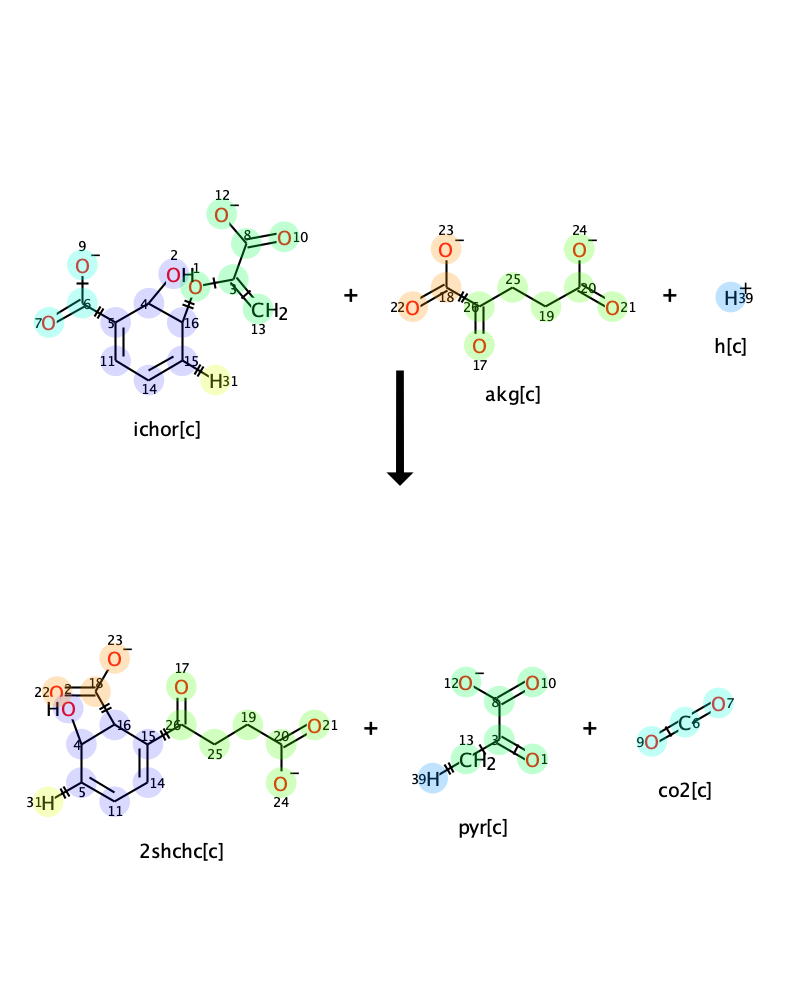 12
O−
8
O10
9
O−
2
OH
1
O
3
CH2
13
+
6
7O
4
5
16
11
14
15
H31
ichor[c]
+
23
O−
22O
18
26
O
17
25
19
24
O−
20
O21
akg[c]
+
H+
39
h[c]
23
O−
22O
18
2
HO
16
4
5
31H
11
14
15
17
O
26
25
19
20
O21
O−
24
2shchc[c]
+
12O−
O10
8
3
13
CH2
39H
O1
pyr[c]
+
9O
C6
O7
co2[c]